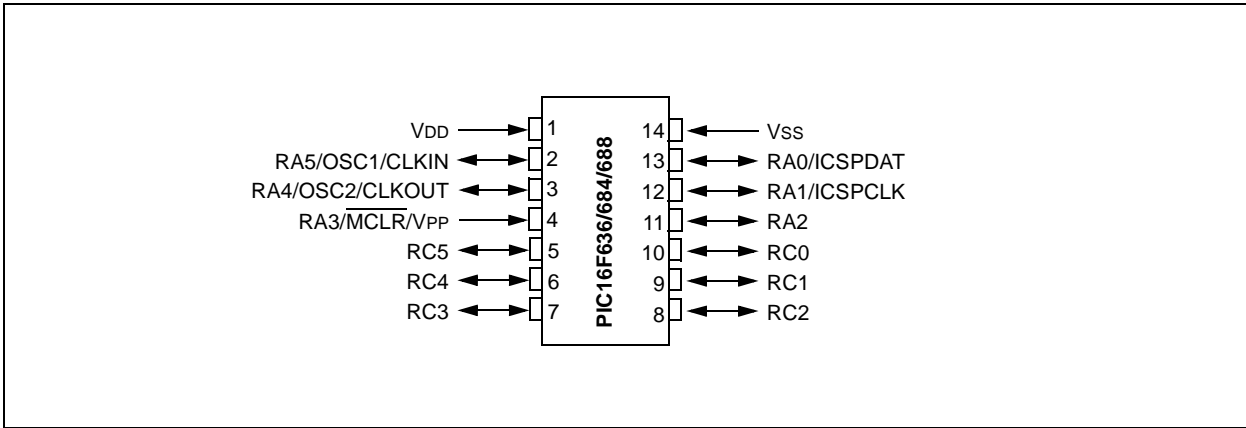 VDD 1
RA5/OSC1/CLKIN 2
RA4/OSC2/CLKOUT 3
RA3/MCLR/VPP 4
RC5 5
RC4 6
RC3 7
PIC16F636/684/688
14 VSS
13 RA0/ICSPDAT
12 RA1/ICSPCLK
11 RA2
10 RC0
9 RC1
8 RC2